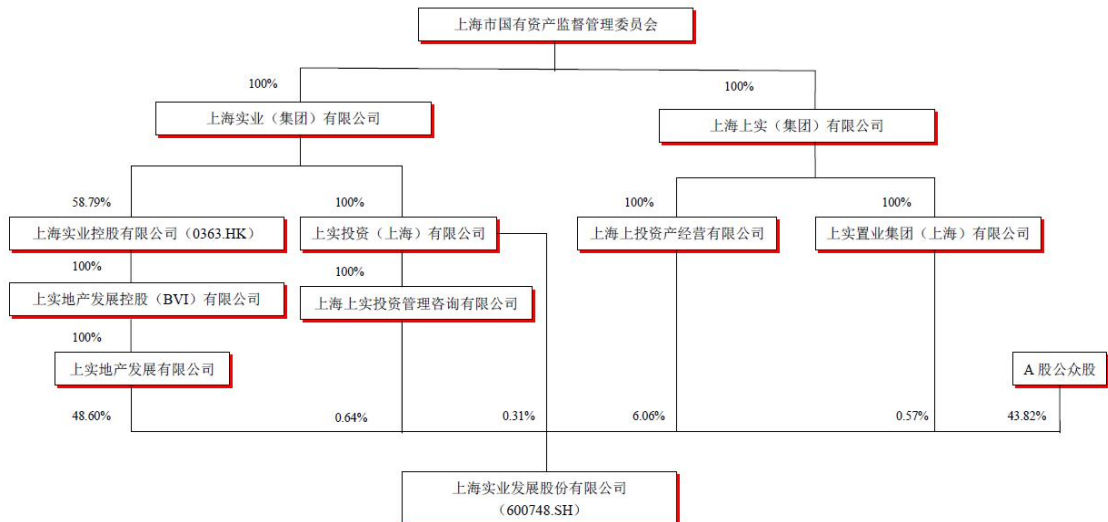 上海市国有资产监督管理委员会
100%
100%
上海实业（集团）有限公司
上海上实（集团）有限公司
58.79%
100%
100%
100%
上海实业控股有限公司（0363.HK）
上实投资（上海）有限公司
上海上投资产经营有限公司
上实置业集团（上海）有限公司
100%
100%
上实地产发展控股（BVI）有限公司
上海上实投资管理咨询有限公司
100%
上实地产发展有限公司
A 股公众股
48.60%
0.64%
0.31%
6.06%
0.57%
43.82%
上海实业发展股份有限公司
（600748.SH）